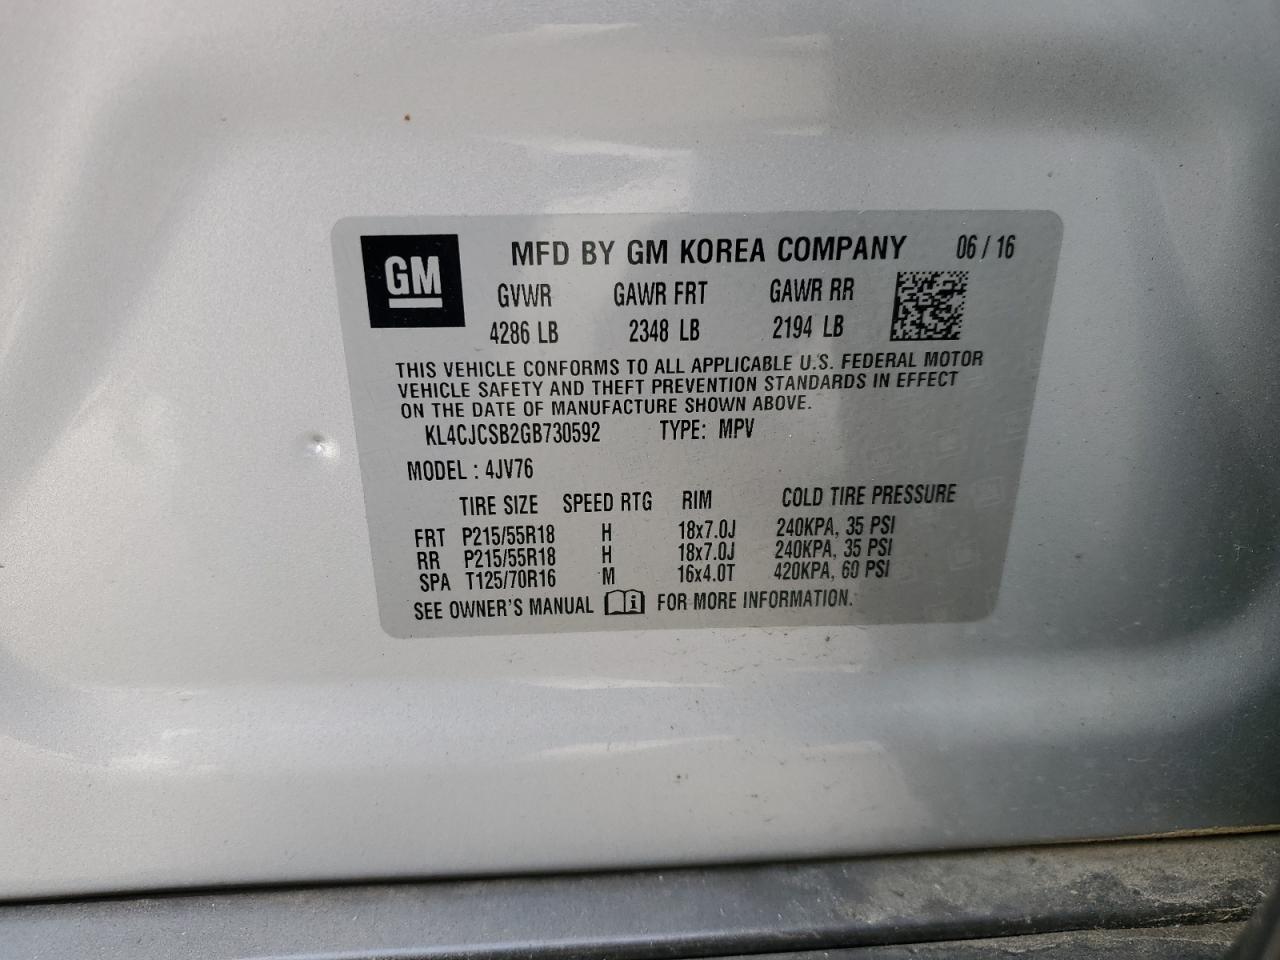 GM
MFD BY GM KOREA COMPANY 06 / 16
GVWR GAWR FRT GAWR RR
4286 LB 2348 LB 2194 LB
THIS VEHICLE CONFORMS TO ALL APPLICABLE U.S. FEDERAL MOTOR
VEHICLE SAFETY AND THEFT PREVENTION STANDARDS IN EFFECT
ON THE DATE OF MANUFACTURE SHOWN ABOVE.
KL4CJCSB2GB730592 TYPE: MPV
MODEL : 4JV76
TIRE SIZE SPEED RTG RIM COLD TIRE PRESSURE
FRT P215/55R18 H 18x7.0J 240KPA, 35 PSI
RR P215/55R18 H 18x7.0J 240KPA, 35 PSI
SPA T125/70R16 M 16x4.0T 420KPA, 60 PSI
SEE OWNER'S MANUAL FOR MORE INFORMATION.